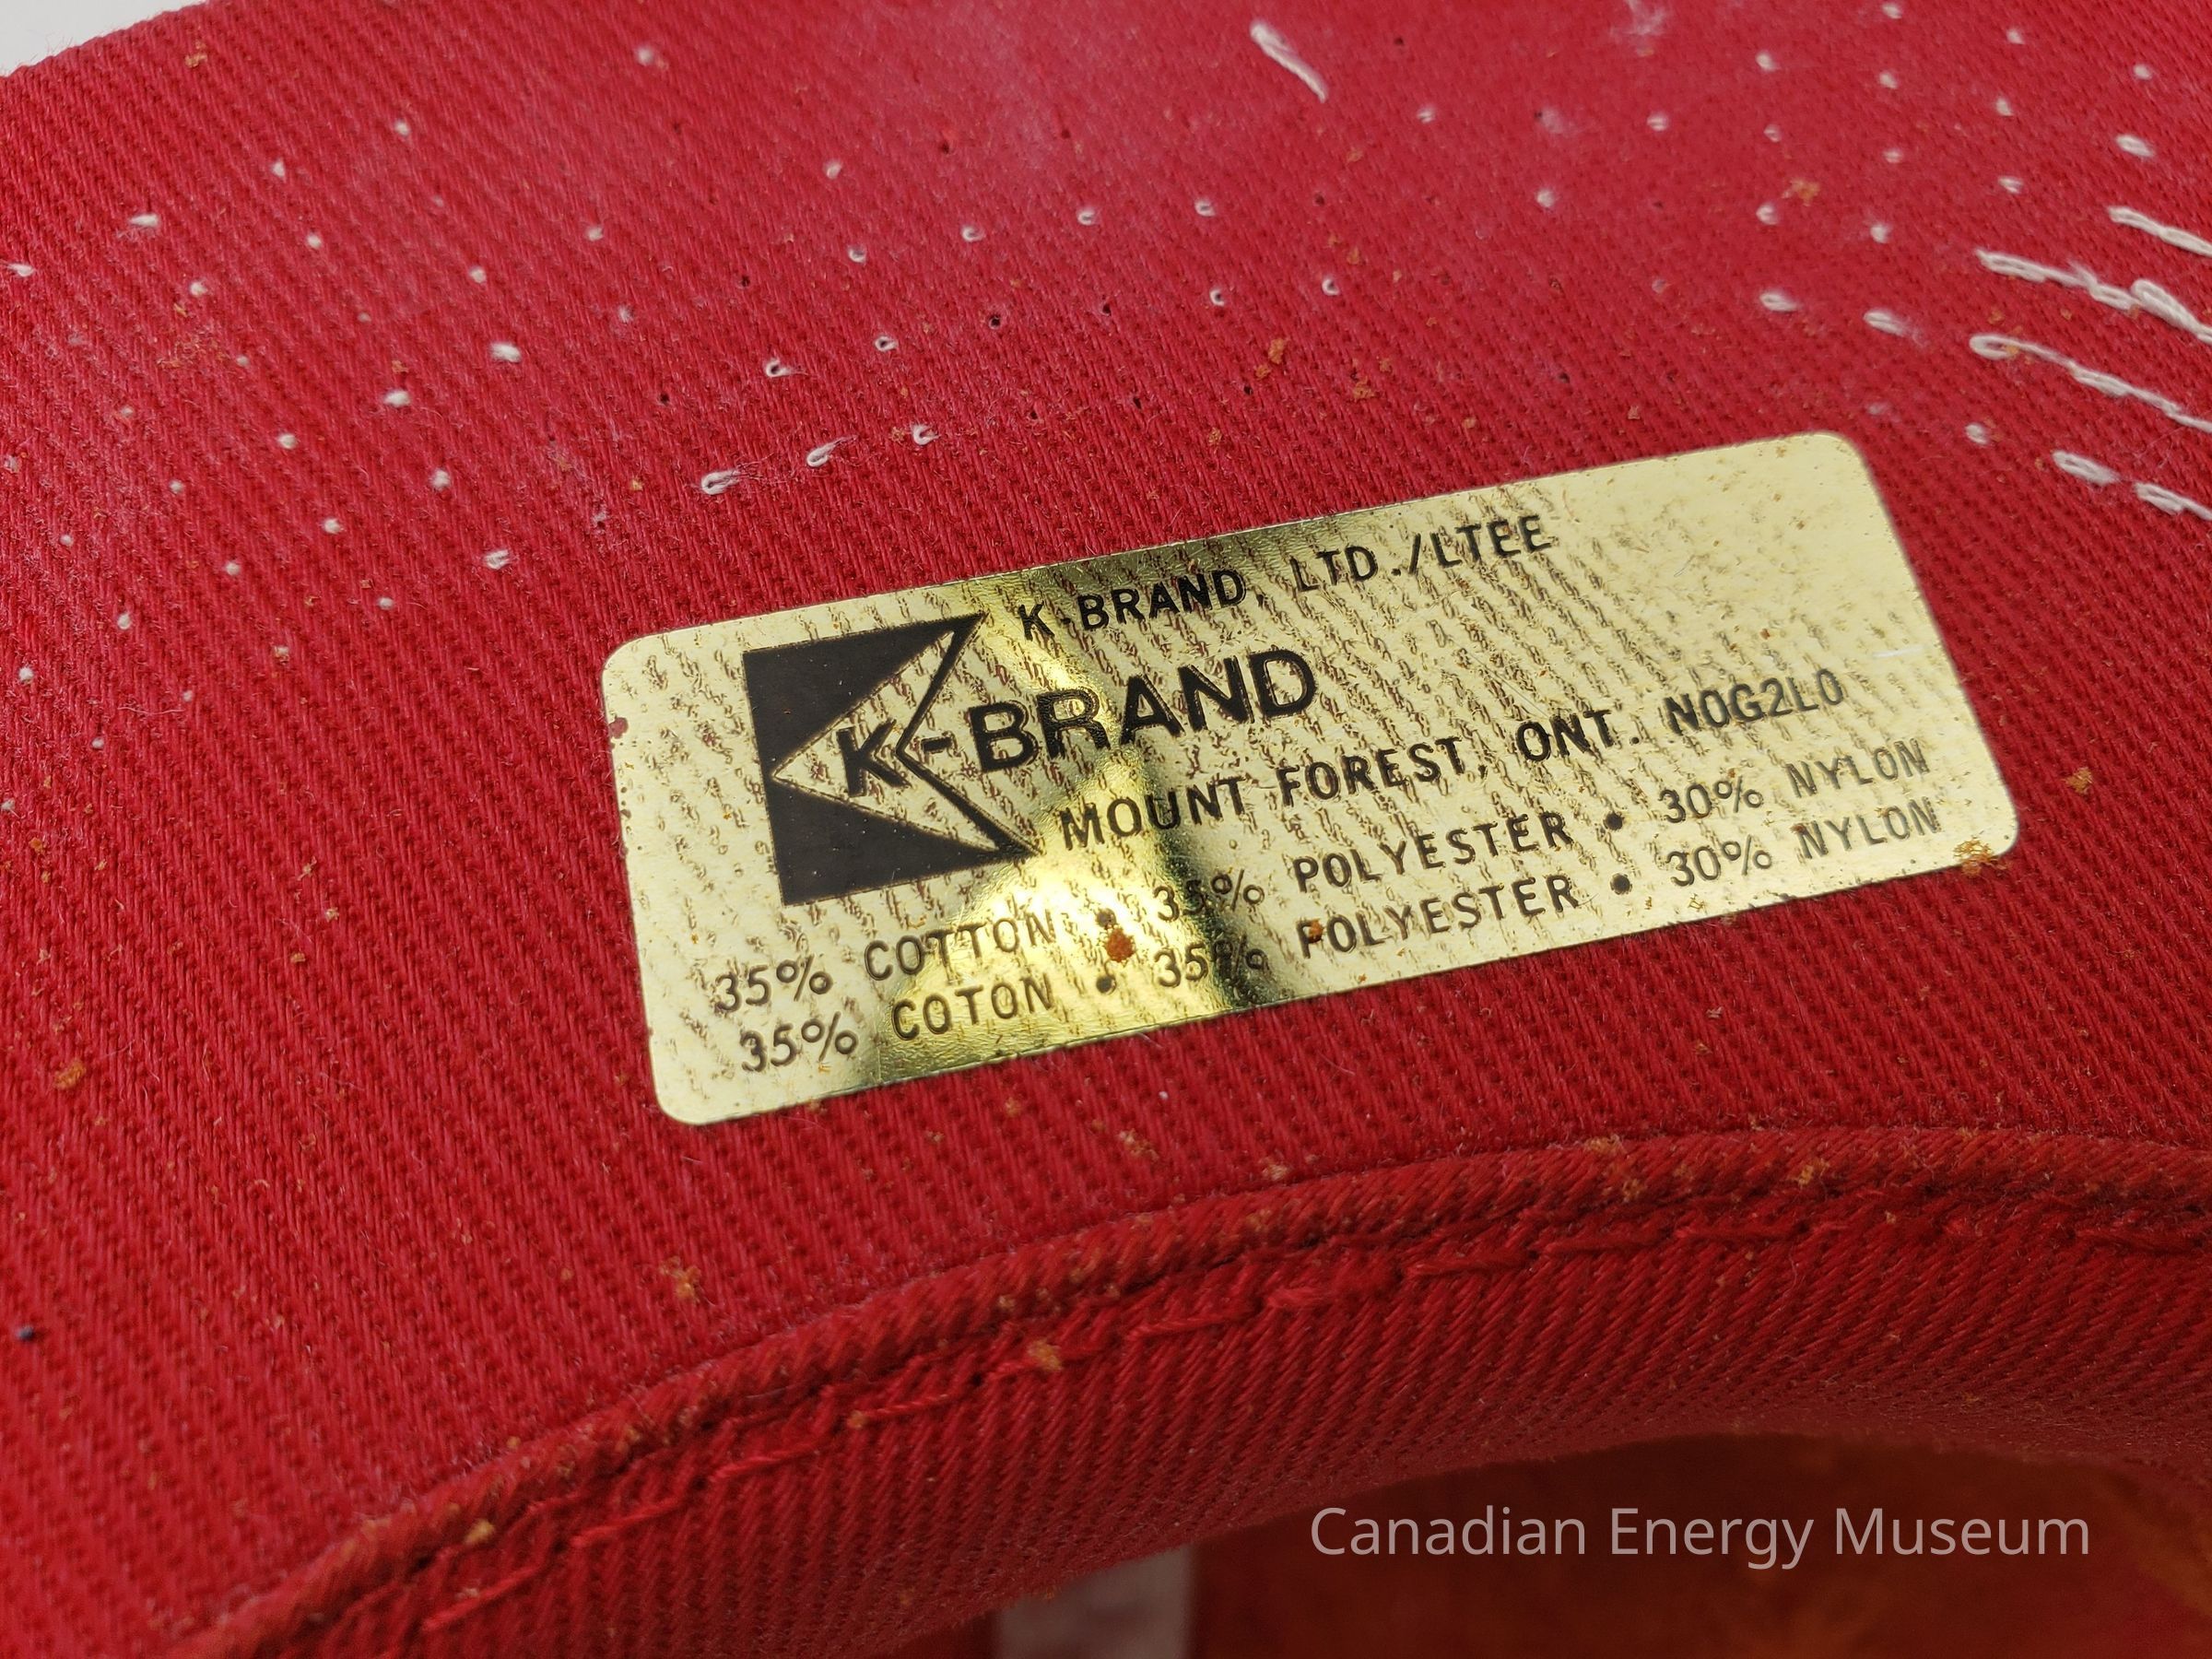 K-BRAND, LTD./LTEE
K-BRAND
MOUNT FOREST, ONT. N0G2L0
35% COTTON • 35% POLYESTER • 30% NYLON
35% COTON • 35% POLYESTER • 30% NYLON
Canadian Energy Museum